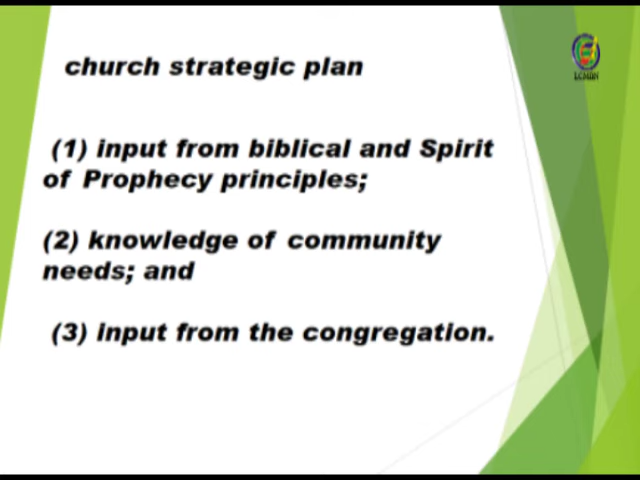 church strategic plan
(1) input from biblical and Spirit
of Prophecy principles;
(2) knowledge of community
needs; and
(3) input from the congregation.